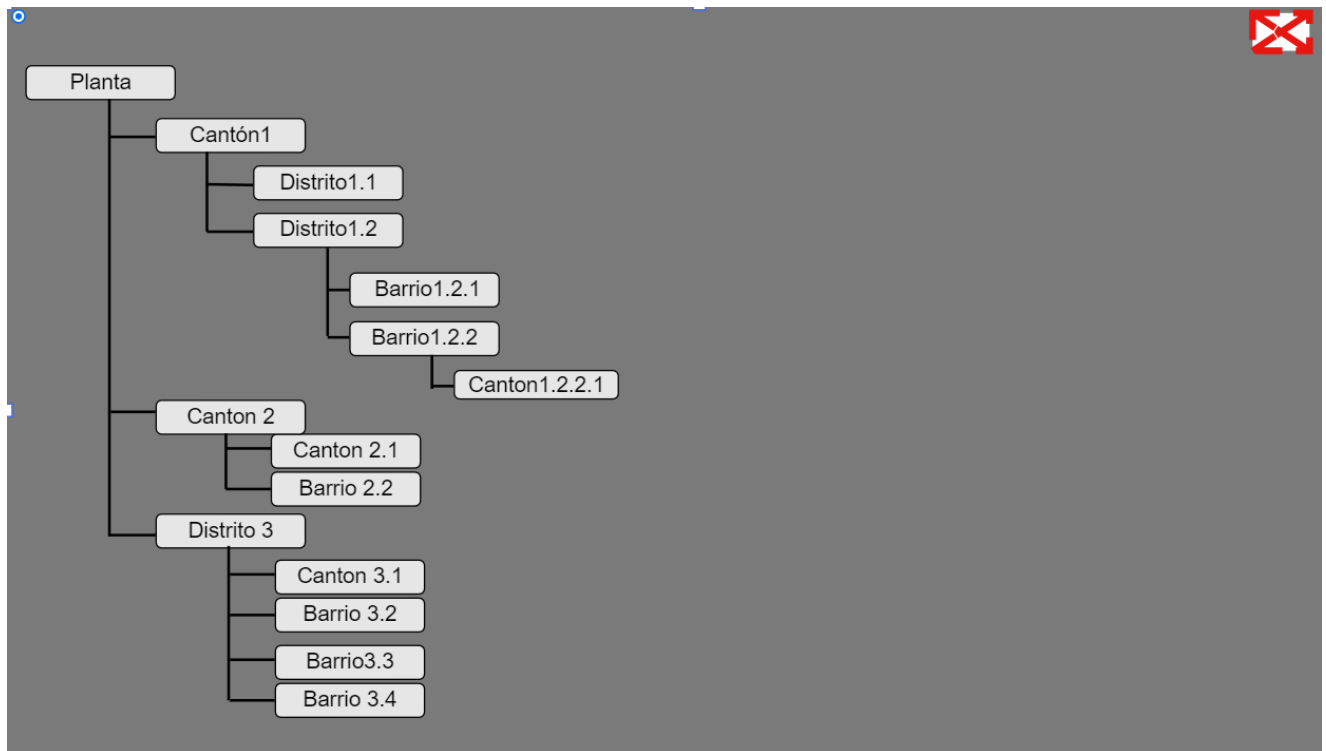 Planta
Cantón1
Distrito1.1
Distrito1.2
Barrio1.2.1
Barrio1.2.2
Canton1.2.2.1
Canton 2
Canton 2.1
Barrio 2.2
Distrito 3
Canton 3.1
Barrio 3.2
Barrio3.3
Barrio 3.4